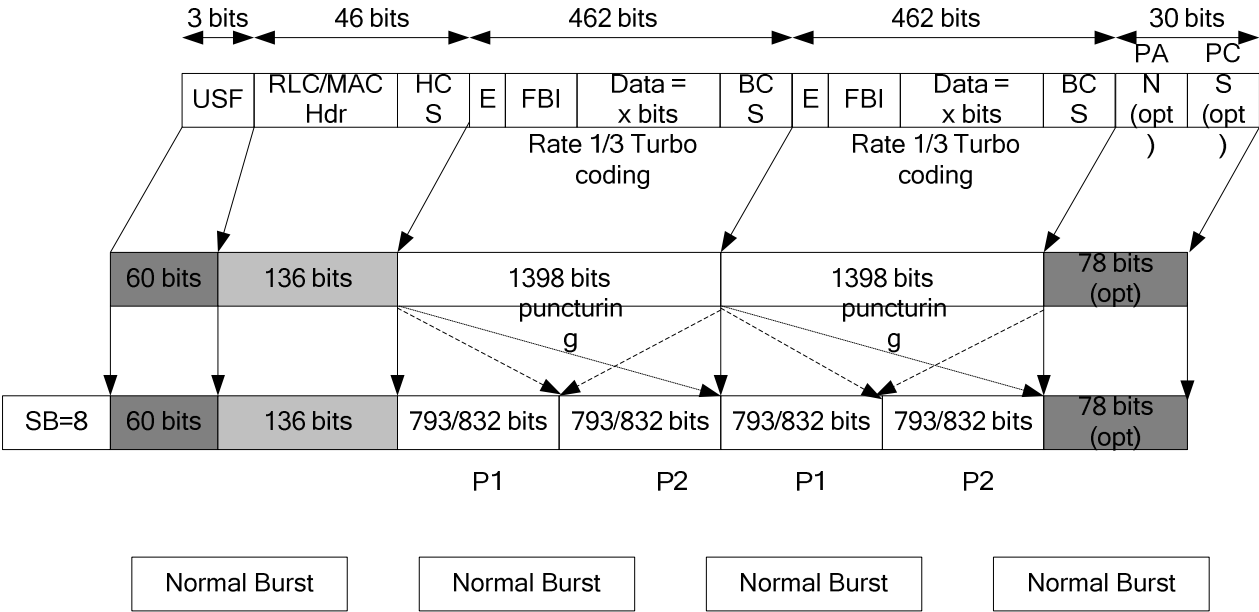 3 bits 46 bits 462 bits 462 bits 30 bits
USF RLC/MAC Hdr HC S E FBI Data = x bits BC S E FBI Data = x bits BC S PA N (opt ) PC S (opt )
Rate 1/3 Turbo coding Rate 1/3 Turbo coding
60 bits 136 bits 1398 bits 1398 bits 78 bits (opt)
puncturin g puncturin g
SB=8 60 bits 136 bits 793/832 bits 793/832 bits 793/832 bits 793/832 bits 78 bits (opt)
P1 P2 P1 P2
Normal Burst Normal Burst Normal Burst Normal Burst